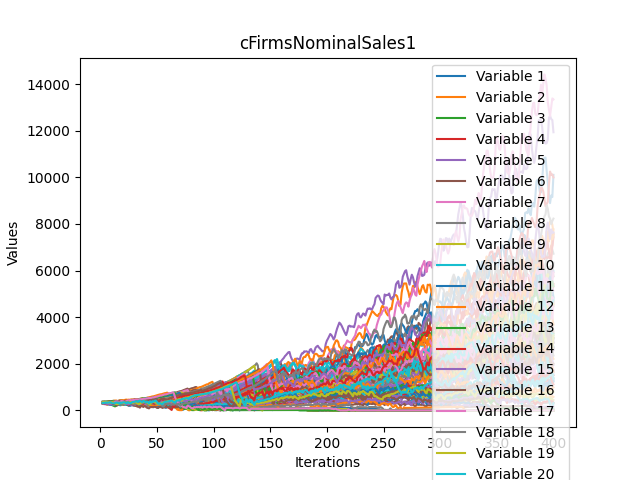 cFirmsNominalSales1
14000
12000
10000
8000
6000
4000
2000
0
Values
0 50 100 150 200 250 300 350 400
Iterations
Variable 1
Variable 2
Variable 3
Variable 4
Variable 5
Variable 6
Variable 7
Variable 8
Variable 9
Variable 10
Variable 11
Variable 12
Variable 13
Variable 14
Variable 15
Variable 16
Variable 17
Variable 18
Variable 19
Variable 20